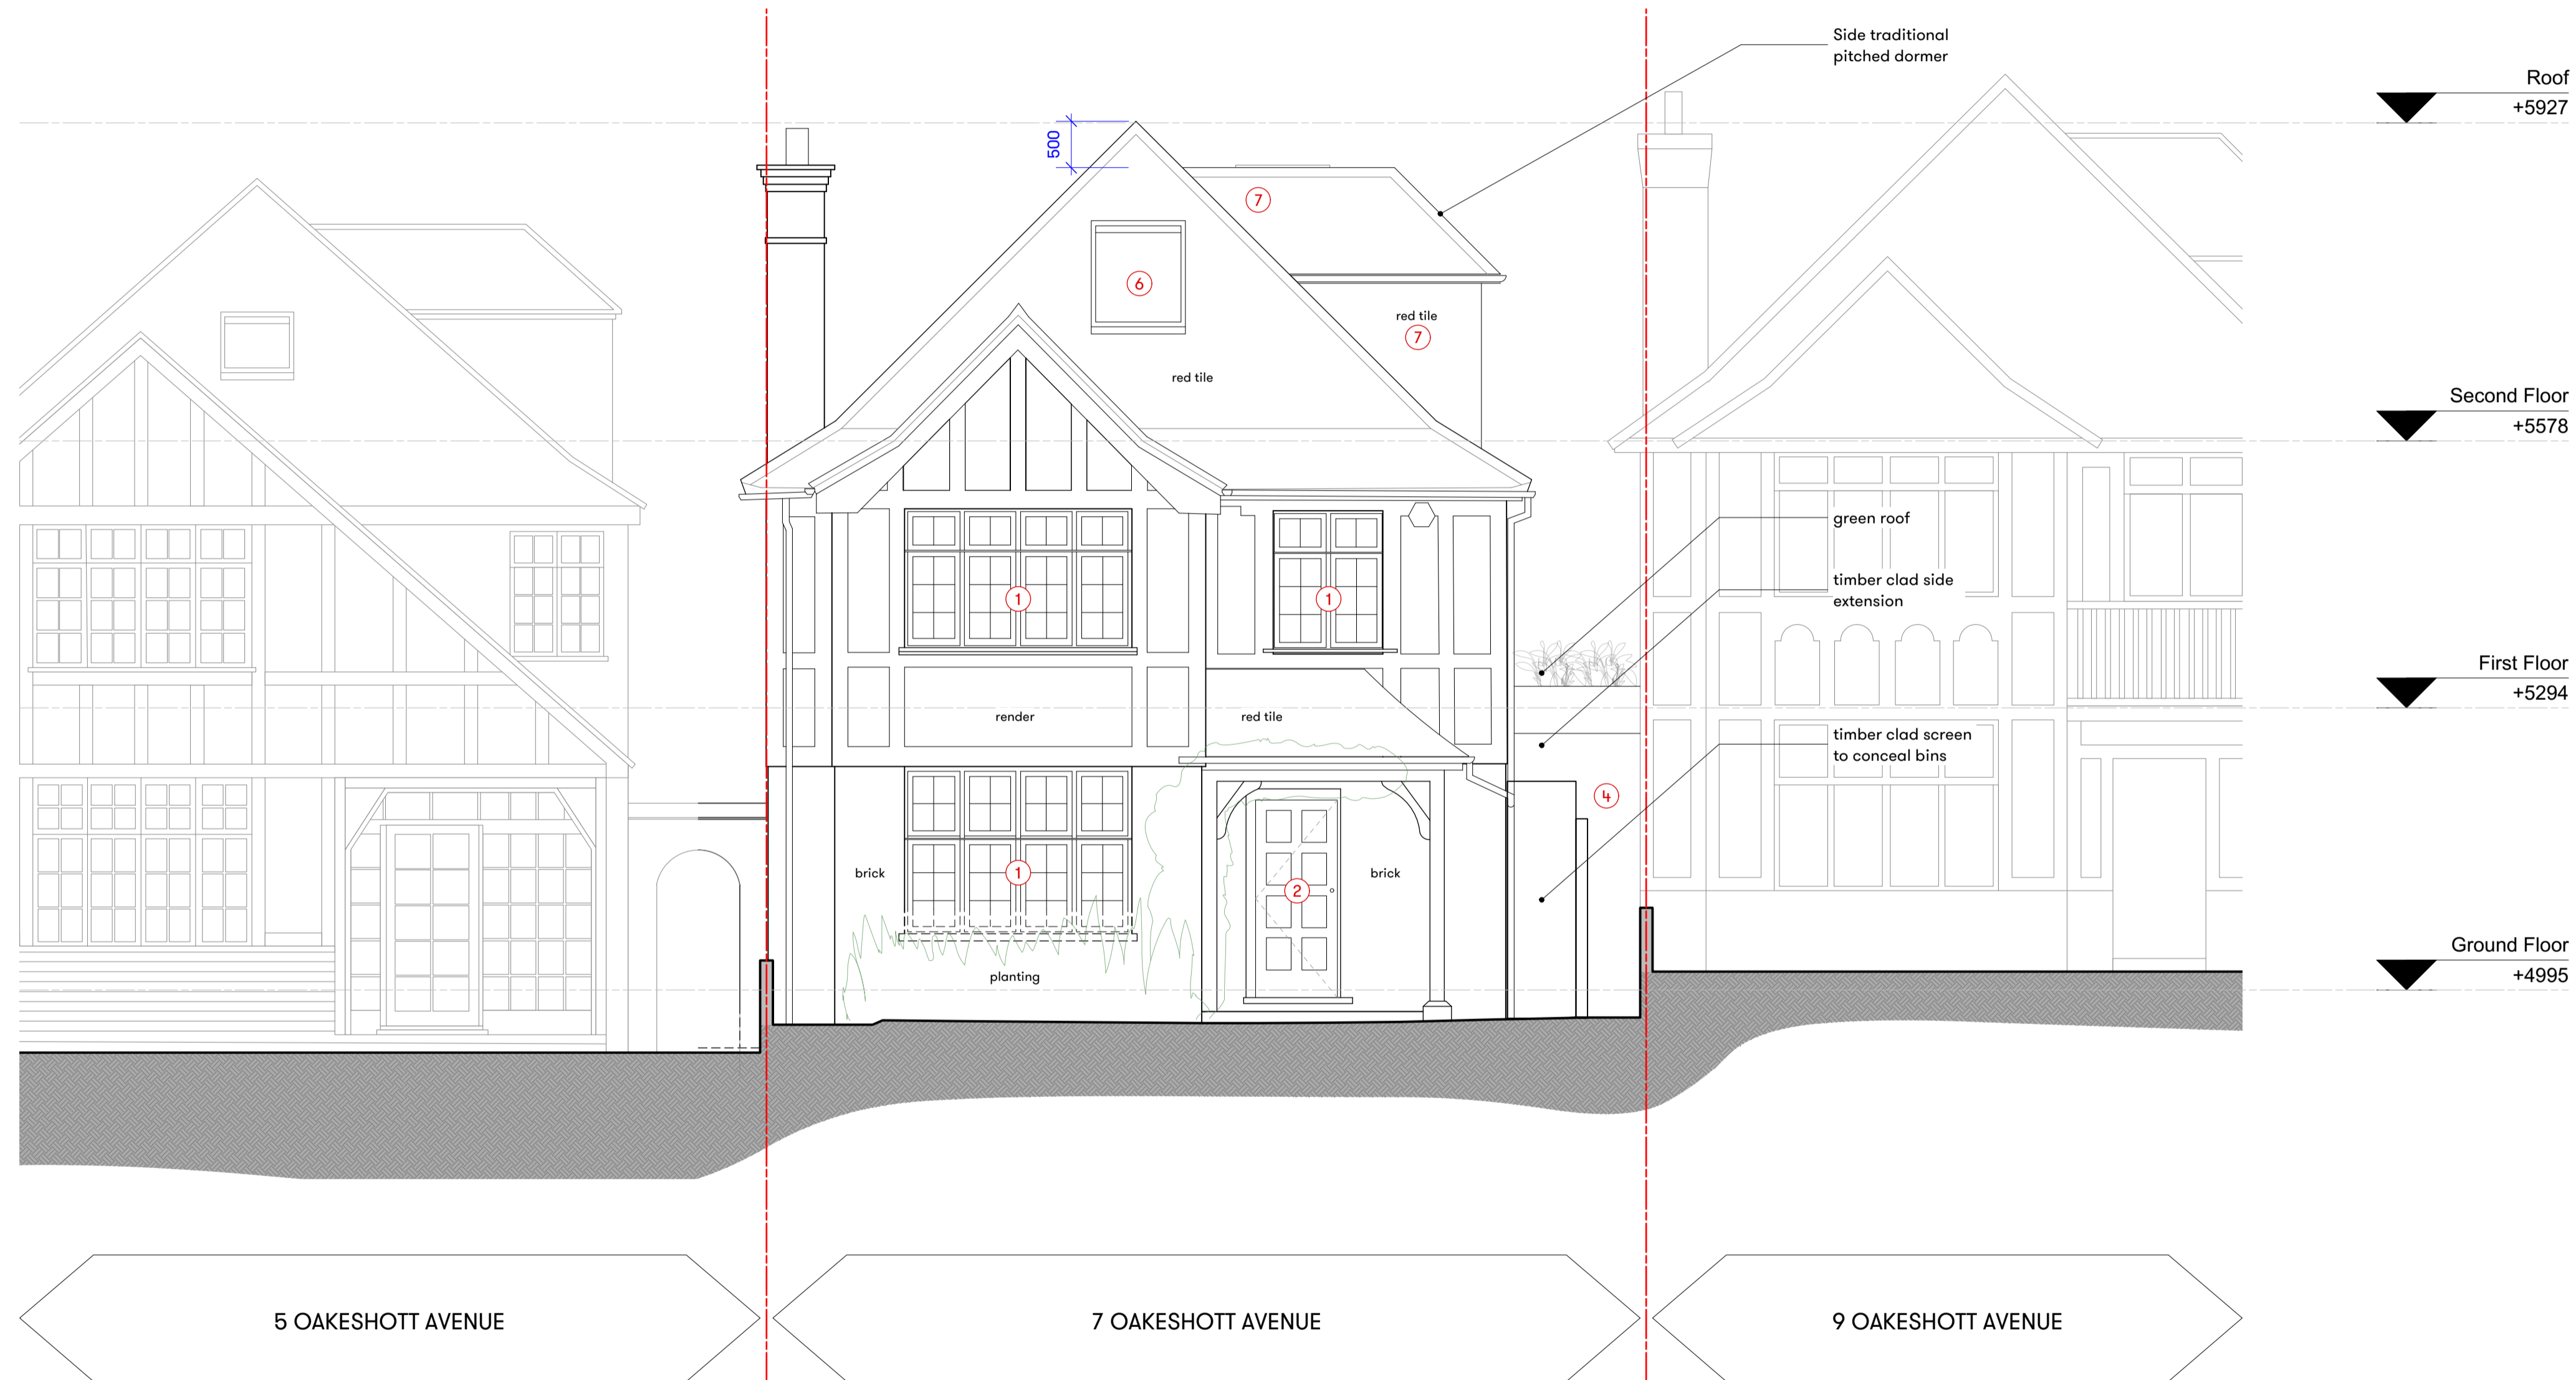 Side traditional
pitched dormer
Roof
+5927
500
7
6
red tile
7
red tile
Second Floor
+5578
green roof
timber clad side
extension
1
1
First Floor
+5294
render
red tile
timber clad screen
to conceal bins
4
brick
1
2
brick
Ground Floor
+4995
planting
5 OAKESHOTT AVENUE
7 OAKESHOTT AVENUE
9 OAKESHOTT AVENUE